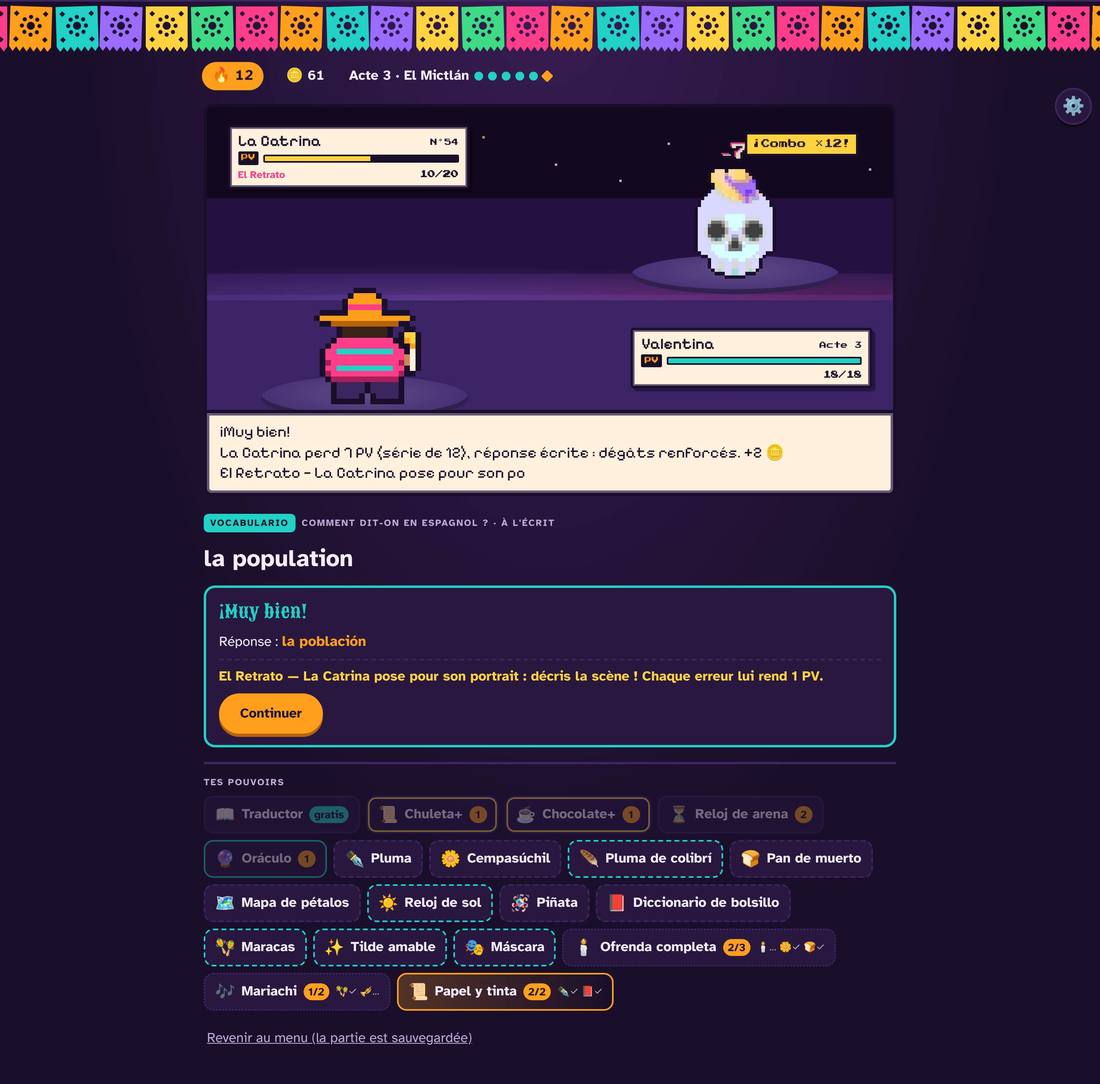 🔥 12 🪙 61 Acte 3 · El Mictlán
La Catrina N°54
PV
El Retrato 10/20
-7 ¡Combo ×12!
Valentina Acte 3
PV
18/18
¡Muy bien!
La Catrina perd 7 PV (série de 12), réponse écrite : dégâts renforcés. +2 🪙
El Retrato — La Catrina pose pour son po
VOCABULARIO COMMENT DIT-ON EN ESPAGNOL ? · À L'ÉCRIT
la population
¡Muy bien!
Réponse : la población
El Retrato — La Catrina pose pour son portrait : décris la scène ! Chaque erreur lui rend 1 PV.
Continuer
TES POUVOIRS
Traductor gratis Chuleta+ 1 Chocolate+ 1 Reloj de arena 2
Oráculo 1 Pluma Cempasúchil Pluma de colibrí Pan de muerto
Mapa de pétalos Reloj de sol Piñata Diccionario de bolsillo
Maracas Tilde amable Máscara Ofrenda completa 2/3 🕯️… 🌼✓ 🍞✓
Mariachi 1/2 🪇✓ 🎺… Papel y tinta 2/2 ✒️✓ 📕✓
Revenir au menu (la partie est sauvegardée)